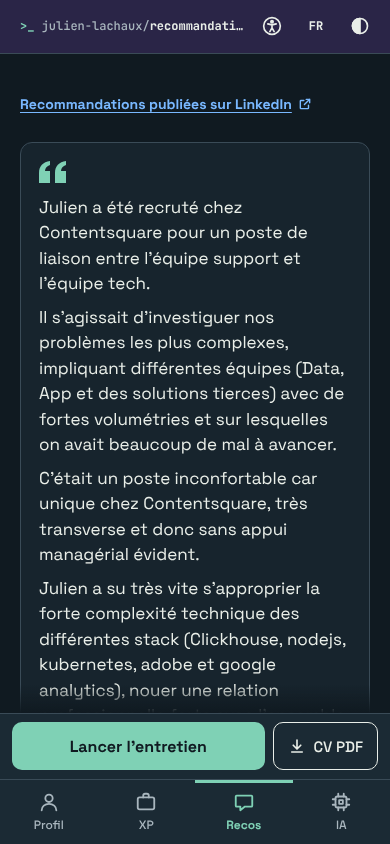 >_ julien-lachaux/recommandati…
FR
Recommandations publiées sur LinkedIn
Julien a été recruté chez
Contentsquare pour un poste de
liaison entre l'équipe support et
l'équipe tech.
Il s'agissait d'investiguer nos
problèmes les plus complexes,
impliquant différentes équipes (Data,
App et des solutions tierces) avec de
fortes volumétries et sur lesquelles
on avait beaucoup de mal à avancer.
C'était un poste inconfortable car
unique chez Contentsquare, très
transverse et donc sans appui
managérial évident.
Julien a su très vite s'approprier la
forte complexité technique des
différentes stack (Clickhouse, nodejs,
kubernetes, adobe et google
analytics), nouer une relation
Lancer l'entretien
CV PDF
Profil
XP
Recos
IA